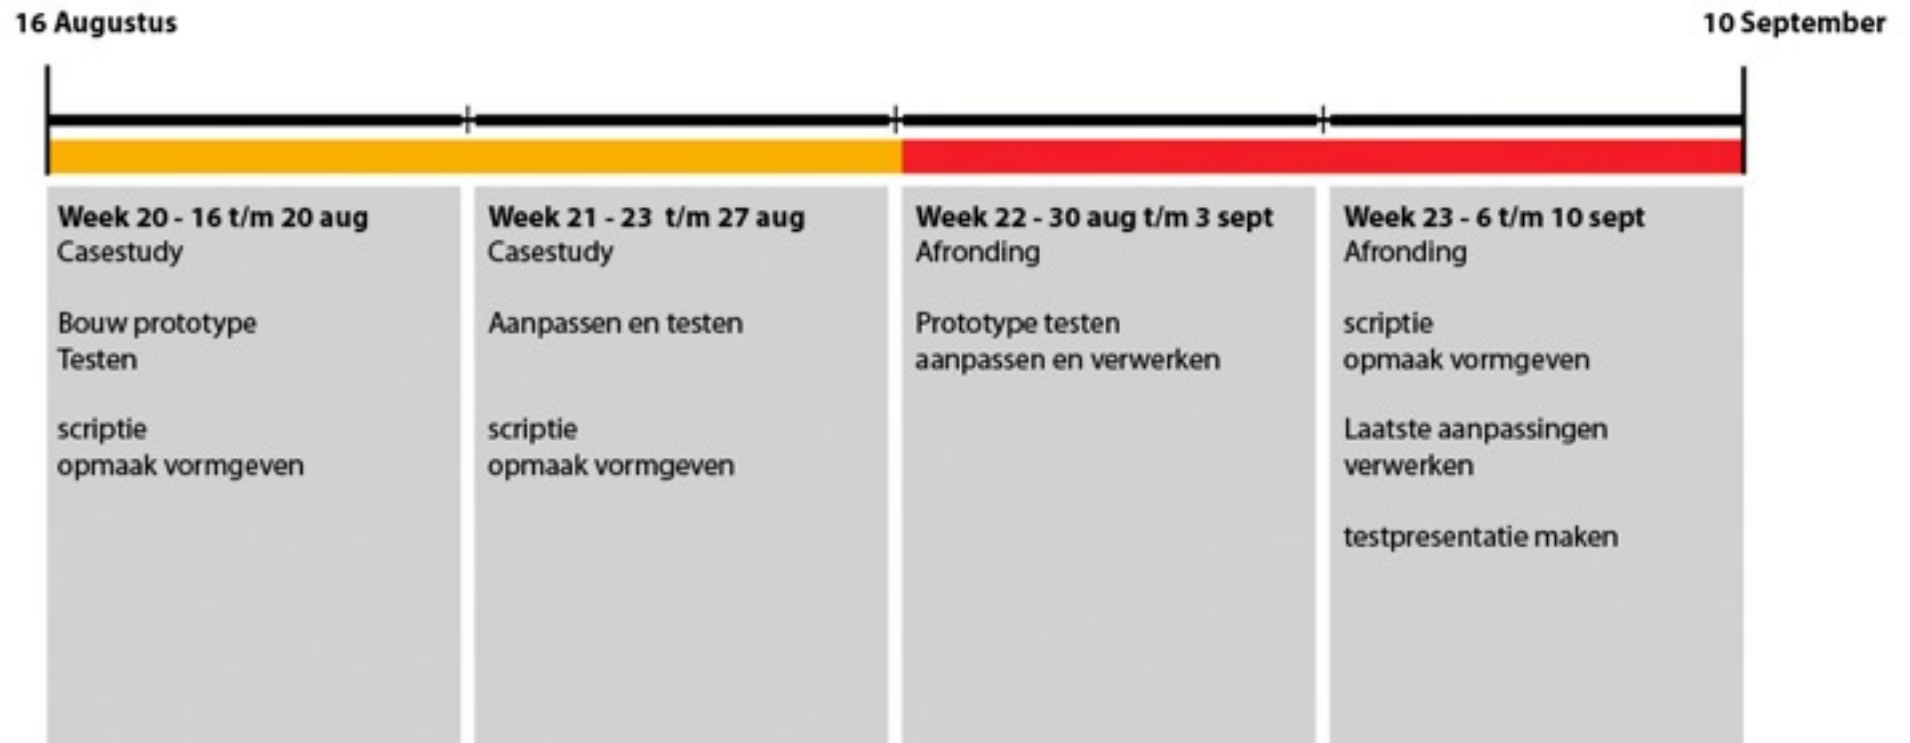 16 Augustus
10 September
Week 20 - 16 t/m 20 aug
Casestudy
Bouw prototype
Testen
scriptie
opmaak vormgeven
Week 21 - 23  t/m 27 aug
Casestudy
Aanpassen en testen
scriptie
opmaak vormgeven
Week 22 - 30 aug t/m 3 sept
Afronding
Prototype testen
aanpassen en verwerken
Week 23 - 6 t/m 10 sept
Afronding
scriptie
opmaak vormgeven
Laatste aanpassingen
verwerken
testpresentatie maken